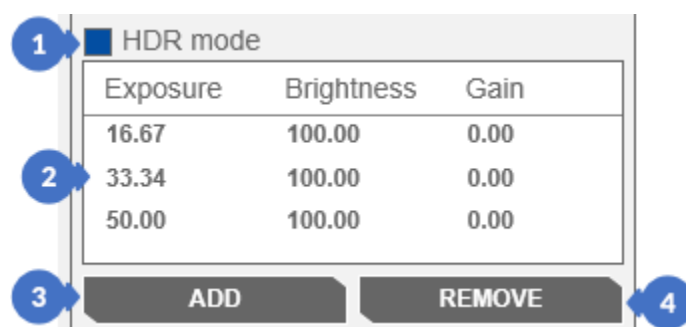 1 HDR mode
Exposure Brightness Gain
16.67 100.00 0.00
2 33.34 100.00 0.00
50.00 100.00 0.00
3 ADD REMOVE 4